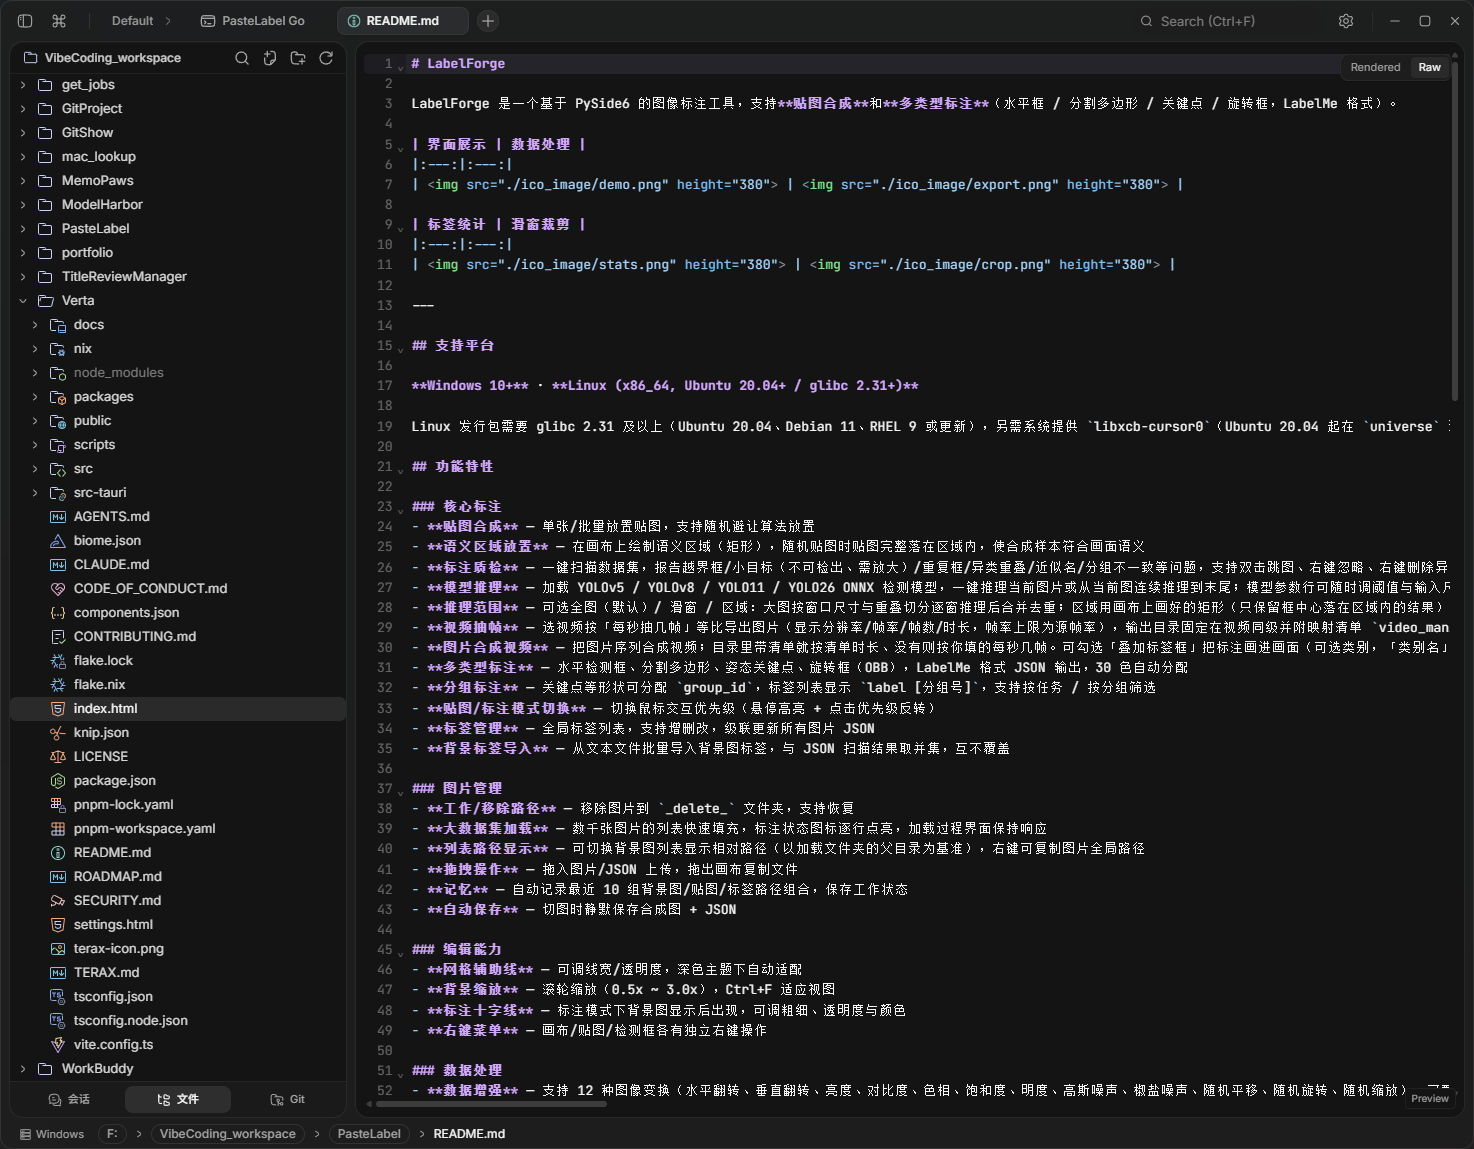 Default
PasteLabel Go
README.md
Search (Ctrl+F)
VibeCoding_workspace
get_jobs
GitProject
GitShow
mac_lookup
MemoPaws
ModelHarbor
PasteLabel
portfolio
TitleReviewManager
Verta
docs
nix
node_modules
packages
public
scripts
src
src-tauri
AGENTS.md
biome.json
CLAUDE.md
CODE_OF_CONDUCT.md
components.json
CONTRIBUTING.md
flake.lock
flake.nix
index.html
knip.json
LICENSE
package.json
pnpm-lock.yaml
pnpm-workspace.yaml
README.md
ROADMAP.md
SECURITY.md
settings.html
terax-icon.png
TERAX.md
tsconfig.json
tsconfig.node.json
vite.config.ts
WorkBuddy
会话
文件
Git
Rendered
Raw
1 # LabelForge
2
3 LabelForge 是一个基于 PySide6 的图像标注工具，支持**贴图合成**和**多类型标注**（水平框 / 分割多边形 / 关键点 / 旋转框，LabelMe 格式）。
4
5 | 界面展示 | 数据处理 |
6 |:---:|:---:|
7 | <img src="./ico_image/demo.png" height="380"> | <img src="./ico_image/export.png" height="380"> |
8
9 | 标签统计 | 滑窗裁剪 |
10 |:---:|:---:|
11 | <img src="./ico_image/stats.png" height="380"> | <img src="./ico_image/crop.png" height="380"> |
12
13 ---
14
15 ## 支持平台
16
17 **Windows 10+** · **Linux (x86_64, Ubuntu 20.04+ / glibc 2.31+)**
18
19 Linux 发行包需要 glibc 2.31 及以上（Ubuntu 20.04、Debian 11、RHEL 9 或更新），另需系统提供 `libxcb-cursor0`（Ubuntu 20.04 起在 `universe`
20
21 ## 功能特性
22
23 ### 核心标注
24 - **贴图合成** — 单张/批量放置贴图，支持随机避让算法放置
25 - **语义区域放置** — 在画布上绘制语义区域（矩形），随机贴图时贴图完整落在区域内，使合成样本符合画面语义
26 - **标注质检** — 一键扫描数据集，报告越界框/小目标（不可检出、需放大）/重复框/异类重叠/近似名/分组不一致等问题，支持双击跳图、右键忽略、右键删除异
27 - **模型推理** — 加载 YOLOv5 / YOLOv8 / YOLO11 / YOLO26 ONNX 检测模型，一键推理当前图片或从当前图连续推理到末尾；模型参数行可随时调阈值与输入尺
28 - **推理范围** — 可选全图（默认）/ 滑窗 / 区域：大图按窗口尺寸与重叠切分逐窗推理后合并去重；区域用画布上画好的矩形（只保留框中心落在区域内的结果）
29 - **视频抽帧** — 选视频按「每秒抽几帧」等比导出图片（显示分辨率/帧率/帧数/时长，帧率上限为源帧率），输出目录固定在视频同级并附映射清单 `video_man
30 - **图片合成视频** — 把图片序列合成视频；目录里带清单就按清单时长、没有则按你填的每秒几帧。可勾选「叠加标签框」把标注画进画面（可选类别，「类别名」
31 - **多类型标注** — 水平检测框、分割多边形、姿态关键点、旋转框（OBB），LabelMe 格式 JSON 输出，30 色自动分配
32 - **分组标注** — 关键点等形状可分配 `group_id`，标签列表显示 `label [分组号]`，支持按任务 / 按分组筛选
33 - **贴图/标注模式切换** — 切换鼠标交互优先级（悬停高亮 + 点击优先级反转）
34 - **标签管理** — 全局标签列表，支持增删改，级联更新所有图片 JSON
35 - **背景标签导入** — 从文本文件批量导入背景图标签，与 JSON 扫描结果取并集，互不覆盖
36
37 ### 图片管理
38 - **工作/移除路径** — 移除图片到 `_delete_` 文件夹，支持恢复
39 - **大数据集加载** — 数千张图片的列表快速填充，标注状态图标逐行点亮，加载过程界面保持响应
40 - **列表路径显示** — 可切换背景图列表显示相对路径（以加载文件夹的父目录为基准），右键可复制图片全局路径
41 - **拖拽操作** — 拖入图片/JSON 上传，拖出画布复制文件
42 - **记忆** — 自动记录最近 10 组背景图/贴图/标签路径组合，保存工作状态
43 - **自动保存** — 切图时静默保存合成图 + JSON
44
45 ### 编辑能力
46 - **网格辅助线** — 可调线宽/透明度，深色主题下自动适配
47 - **背景缩放** — 滚轮缩放（0.5x ~ 3.0x），Ctrl+F 适应视图
48 - **标注十字线** — 标注模式下背景图显示后出现，可调粗细、透明度与颜色
49 - **右键菜单** — 画布/贴图/检测框各有独立右键操作
50
51 ### 数据处理
52 - **数据增强** — 支持 12 种图像变换（水平翻转、垂直翻转、亮度、对比度、色相、饱和度、明度、高斯噪声、椒盐噪声、随机平移、随机旋转、随机缩放）
Preview
Windows
F:
VibeCoding_workspace
PasteLabel
README.md